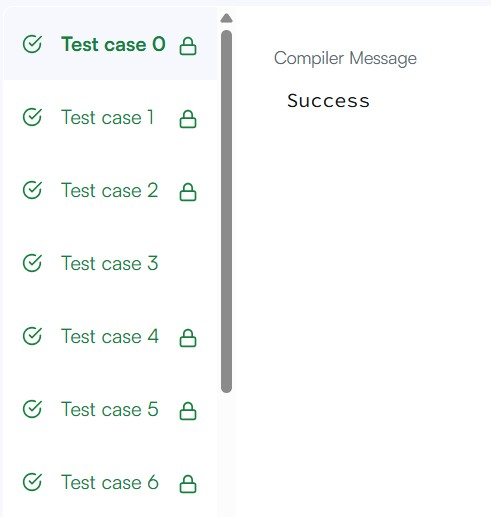 Test case 0
Test case 1
Test case 2
Test case 3
Test case 4
Test case 5
Test case 6
Compiler Message
Success